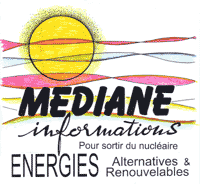 MEDIANE
informations
Pour sortir du nucléaire
ENERGIES Alternatives &
Renouvelables